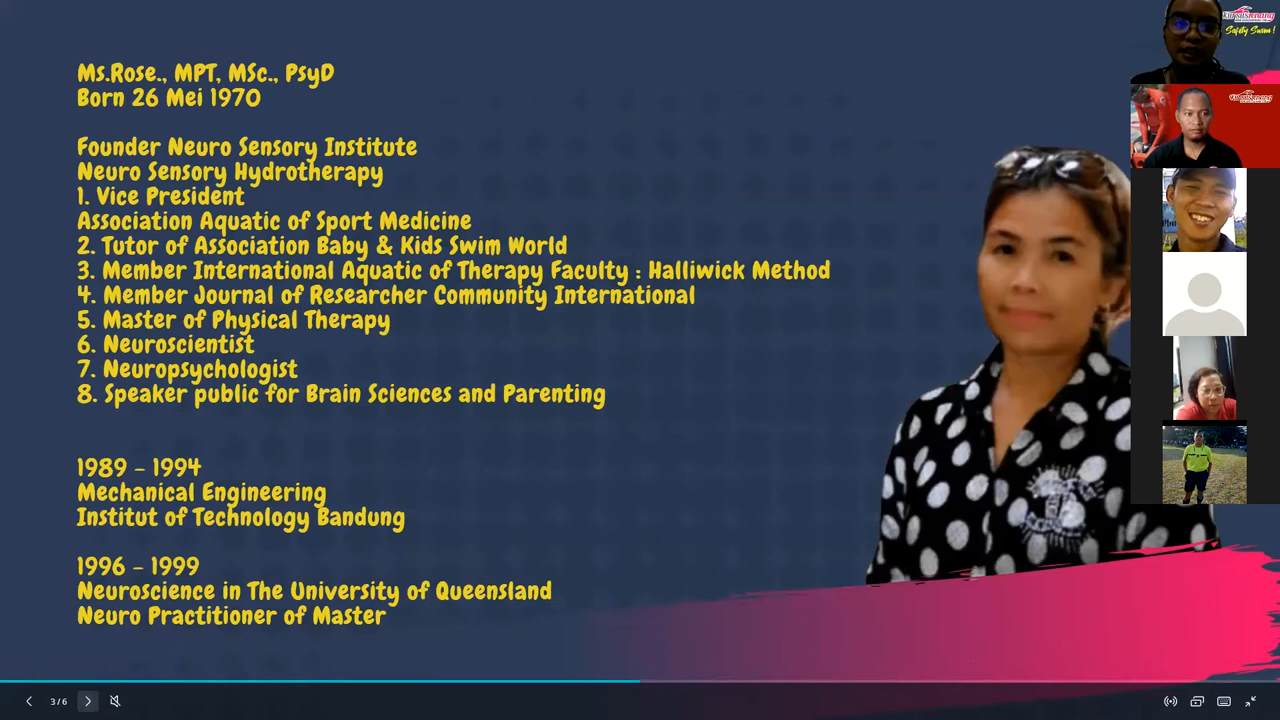 Ms.Rose., MPT, MSc., PsyD
Born 26 Mei 1970
Founder Neuro Sensory Institute
Neuro Sensory Hydrotherapy
1. Vice President
Association Aquatic of Sport Medicine
2. Tutor of Association Baby & Kids Swim World
3. Member International Aquatic of Therapy Faculty : Halliwick Method
4. Member Journal of Researcher Community International
5. Master of Physical Therapy
6. Neuroscientist
7. Neuropsychologist
8. Speaker public for Brain Sciences and Parenting
1989 - 1994
Mechanical Engineering
Institut of Technology Bandung
1996 - 1999
Neuroscience in The University of Queensland
Neuro Practitioner of Master
3 / 6
Kursusrenang
Safety Swim !
Kursusrenang